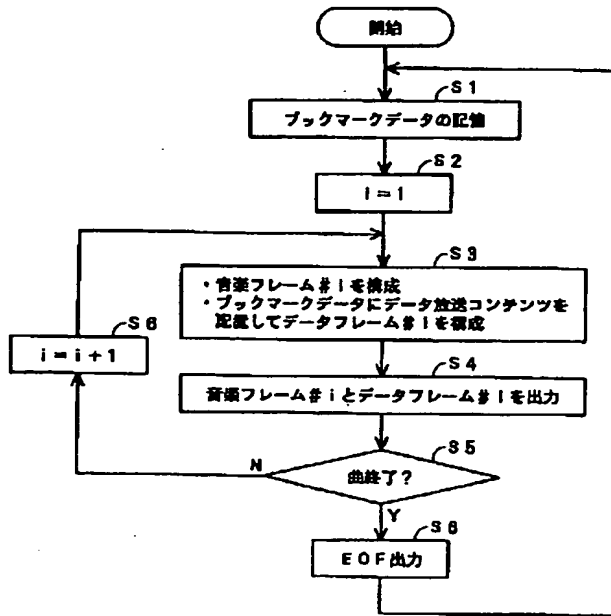 開始
S1
ブックマークデータの記憶
S2
i=1
S3
・音楽フレーム#iを構成
・ブックマークデータにデータ放送コンテンツを
配置してデータフレーム#iを構成
S6
i=i+1
S4
音楽フレーム#iとデータフレーム#iを出力
S5
曲終了?
N
Y
S6
EOF出力